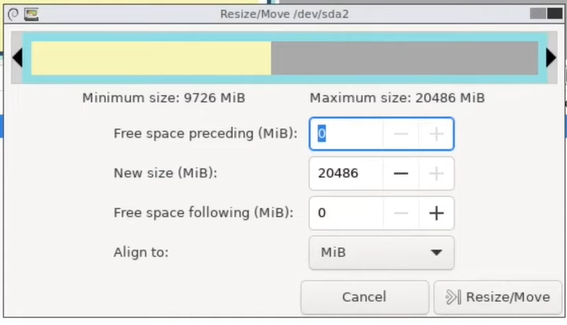 Resize/Move /dev/sda2
Minimum size: 9726 MiB Maximum size: 20486 MiB
Free space preceding (MiB): 0
New size (MiB): 20486
Free space following (MiB): 0
Align to: MiB
Cancel Resize/Move